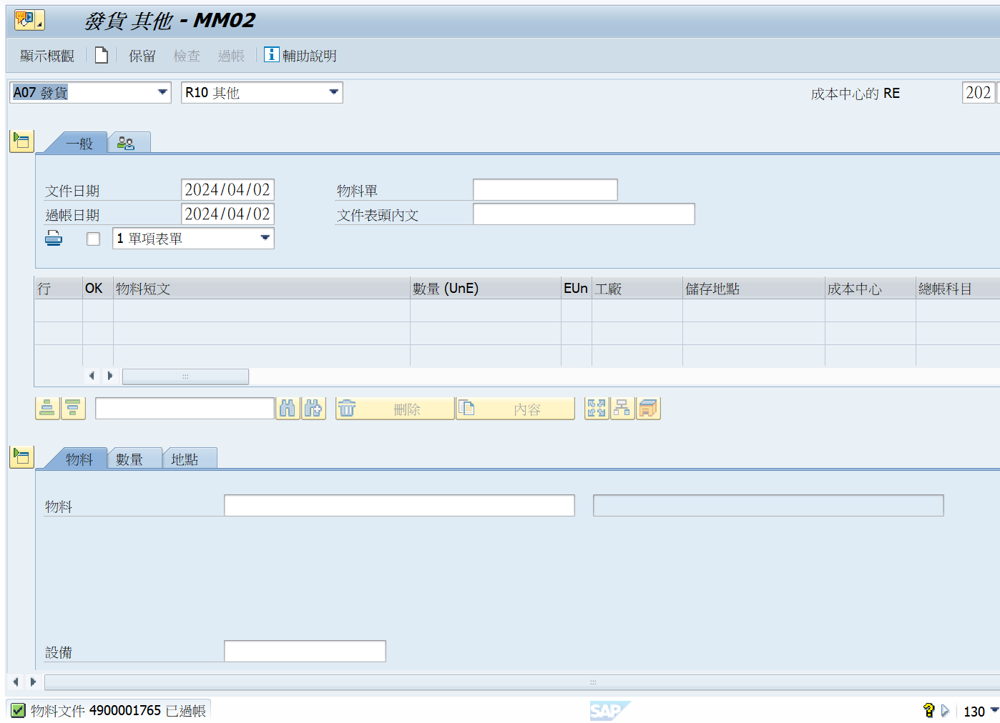 發貨 其他 - MM02
顯示概觀 保留 檢查 過帳 輔助說明
A07 發貨 R10 其他 成本中心的 RE 202
一般
文件日期 2024/04/02 物料單
過帳日期 2024/04/02 文件表頭內文
1 單項表單
行 OK 物料短文 數量 (UnE) EUn 工廠 儲存地點 成本中心 總帳科目
刪除 內容
物料 數量 地點
物料
設備
物料文件 4900001765 已過帳 SAP 130